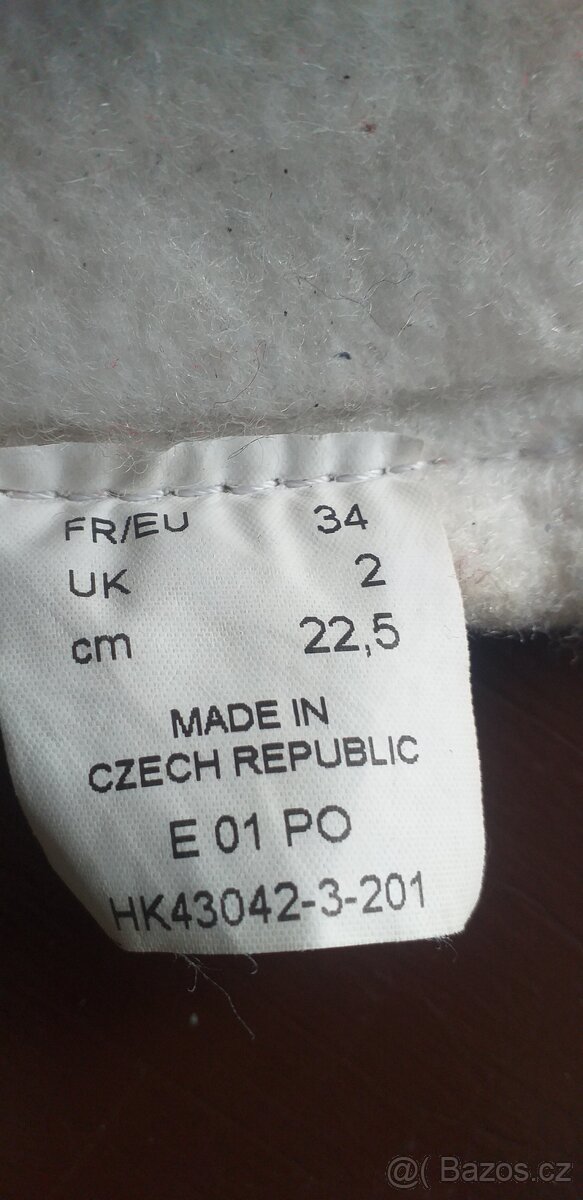 FR/EU 34
UK 2
cm 22,5
MADE IN
CZECH REPUBLIC
E 01 PO
HK43042-3-201
@( Bazos.cz